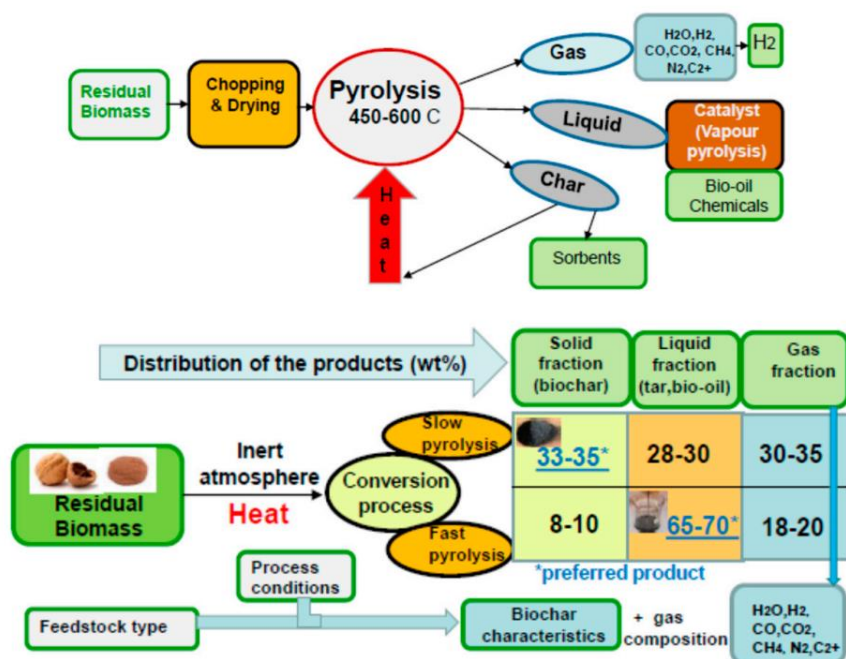 Residual
Biomass
Chopping
& Drying
Pyrolysis
450-600 C
Gas
H2O,H2,
CO,CO2, CH4,
N2,C2+
H2
Liquid
Catalyst
(Vapour
pyrolysis)
Bio-oil
Chemicals
Char
Heat
Sorbents
Distribution of the products (wt%)
Solid
fraction
(biochar)
Liquid
fraction
(tar,bio-oil)
Gas
fraction
Residual
Biomass
Inert
atmosphere
Heat
Conversion
process
Slow
pyrolysis
33-35*
28-30
30-35
Fast
pyrolysis
8-10
65-70*
18-20
*preferred product
Process
conditions
Feedstock type
Biochar
characteristics
+ gas
composition
H2O,H2,
CO,CO2,
CH4, N2,C2+